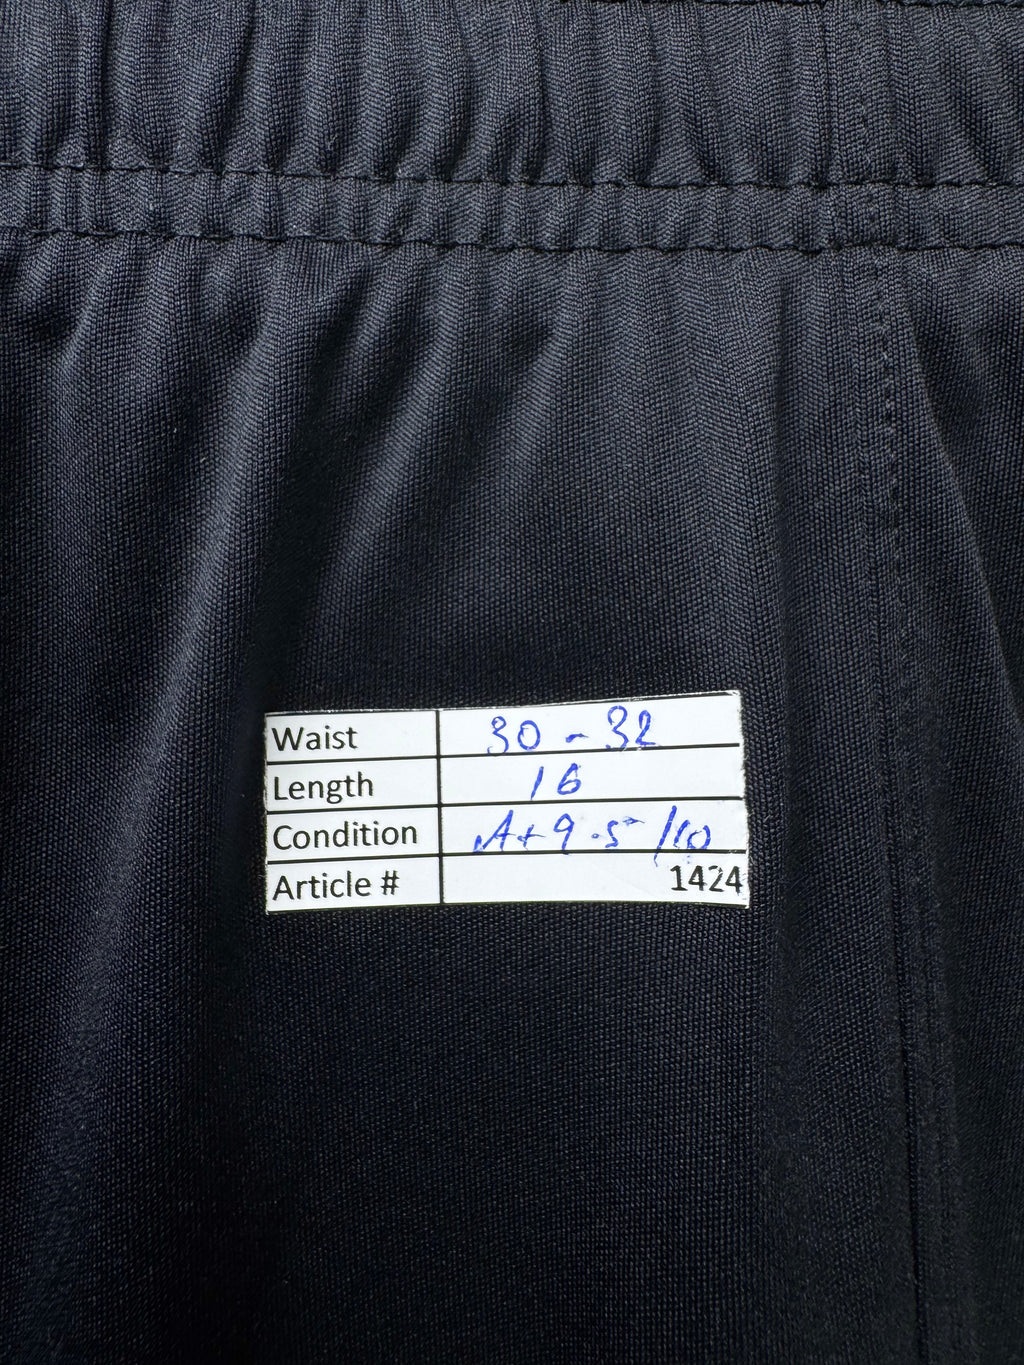 Waist 30 - 32
Length 16
Condition A+ 9.5/10
Article # 1424